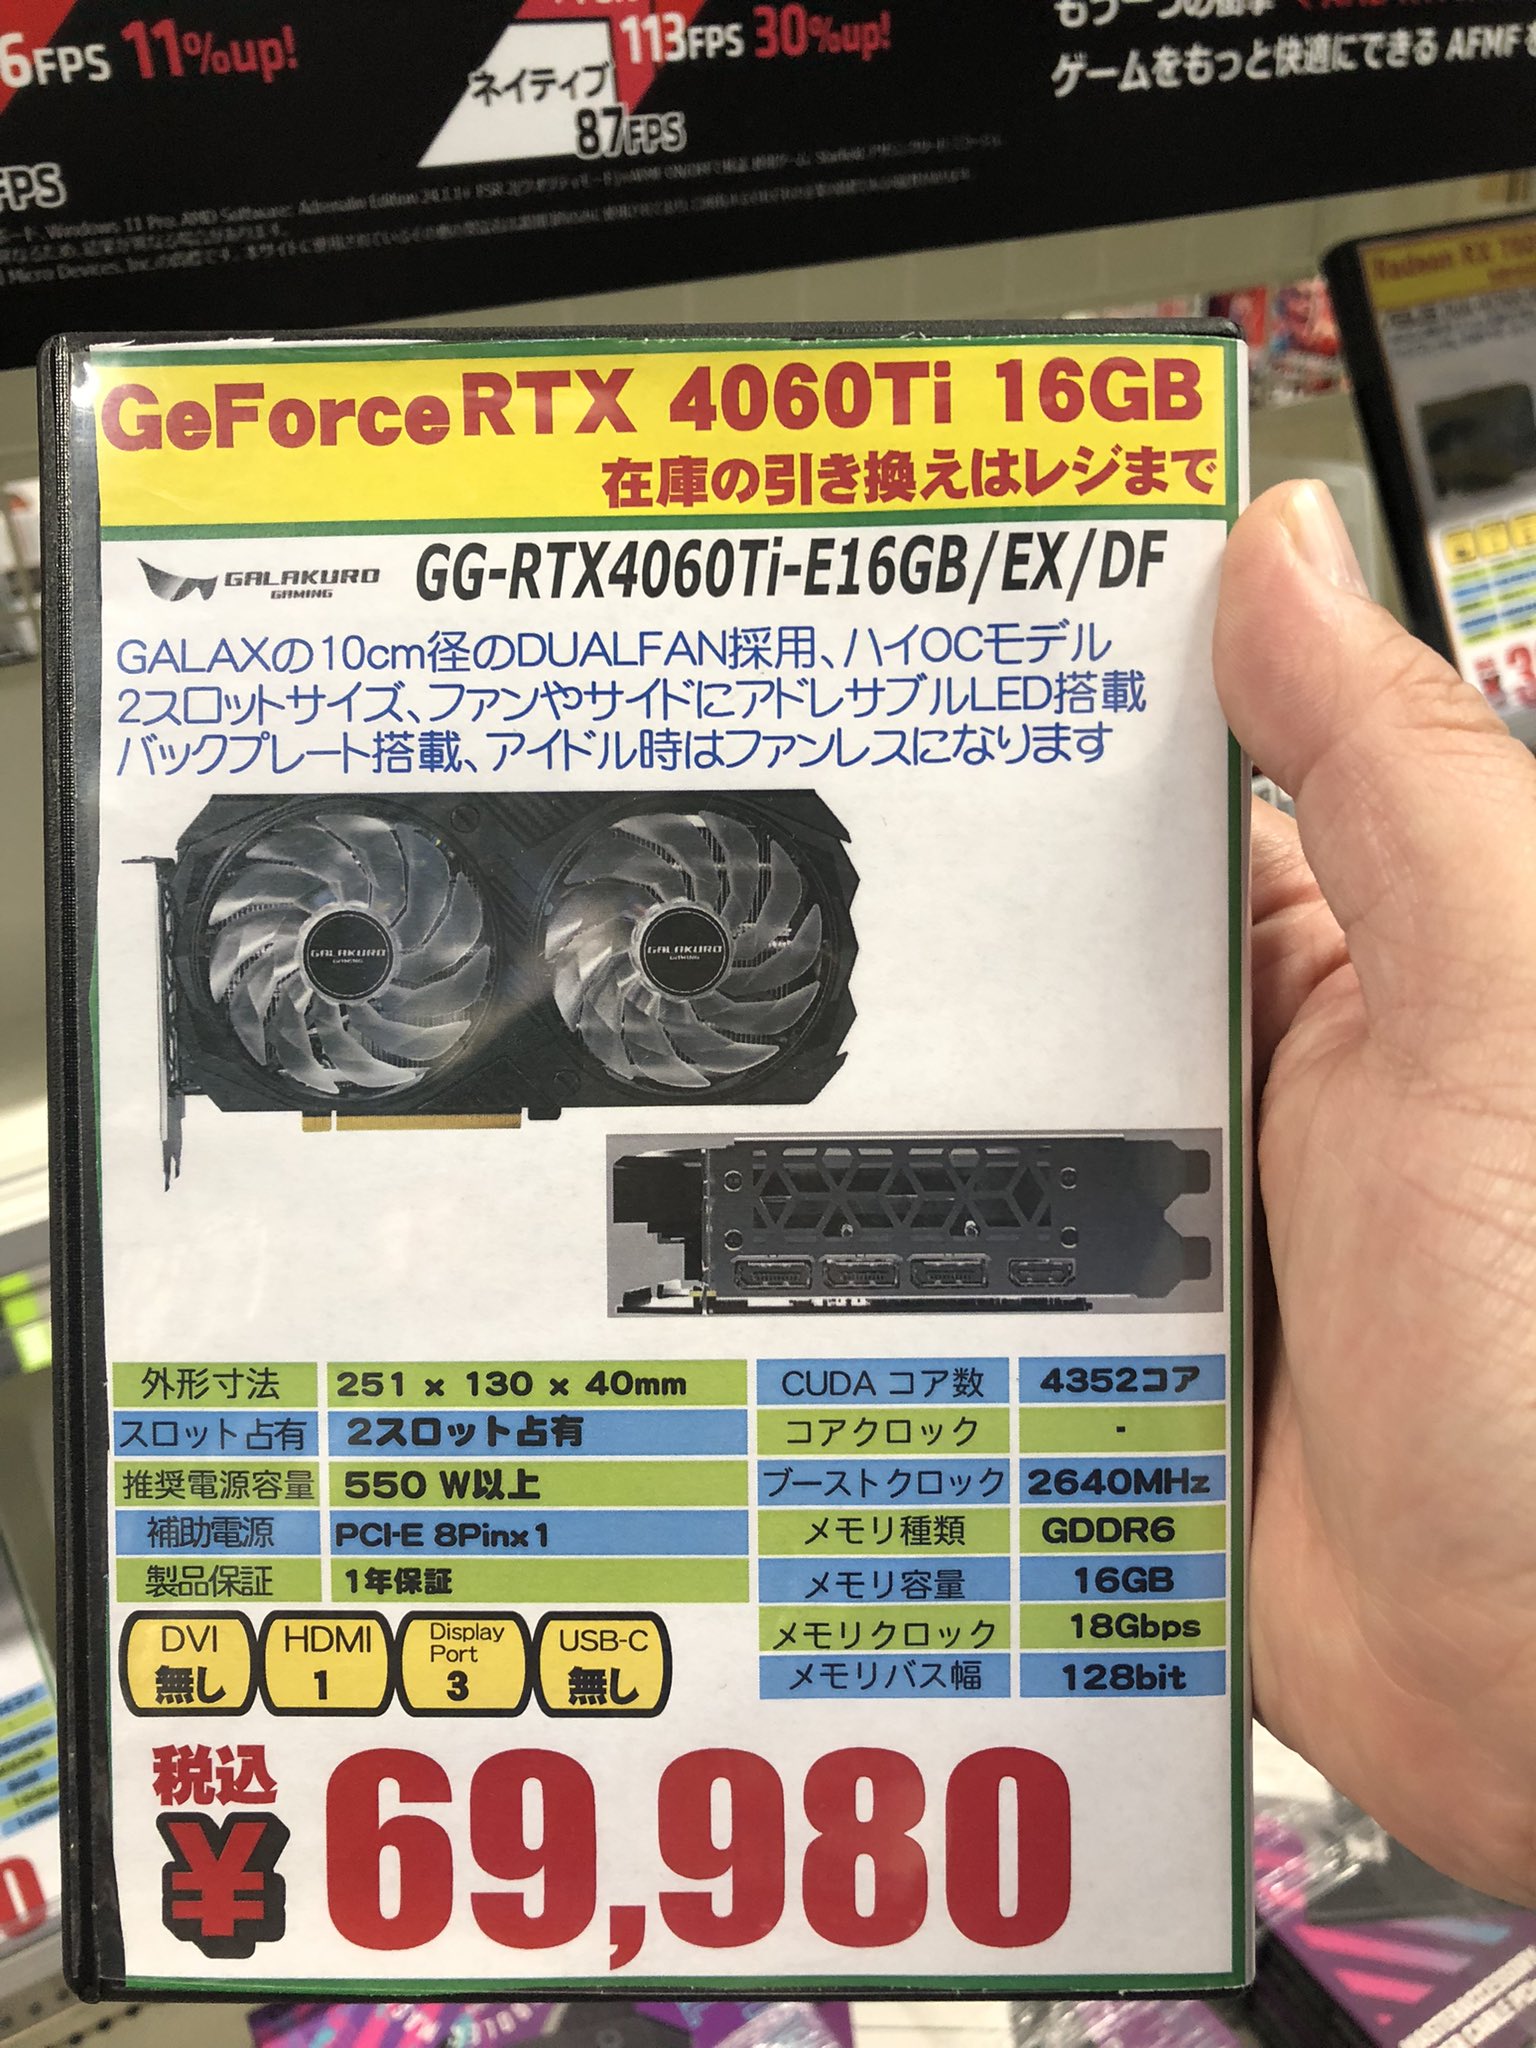 6FPS 11%up!
113FPS 30%up!
ネイティブ
87FPS
ゲームをもっと快適にできる AFMF
FPS
GeForce RTX 4060Ti 16GB
在庫の引き換えはレジまで
GALAKURO
GAMING
GG-RTX4060Ti-E16GB/EX/DF
GALAXの10cm径のDUALFAN採用、ハイOCモデル
2スロットサイズ、ファンやサイドにアドレサブルLED搭載
バックプレート搭載、アイドル時はファンレスになります
GALAKURO
GAMING
GALAKURO
GAMING
外形寸法 251 x 130 x 40mm
スロット占有 2スロット占有
推奨電源容量 550 W以上
補助電源 PCI-E 8Pinx1
製品保証 1年保証
CUDA コア数 4352コア
コアクロック -
ブーストクロック 2640MHz
メモリ種類 GDDR6
メモリ容量 16GB
メモリクロック 18Gbps
メモリバス幅 128bit
DVI 無し
HDMI 1
Display Port 3
USB-C 無し
税込
¥69,980